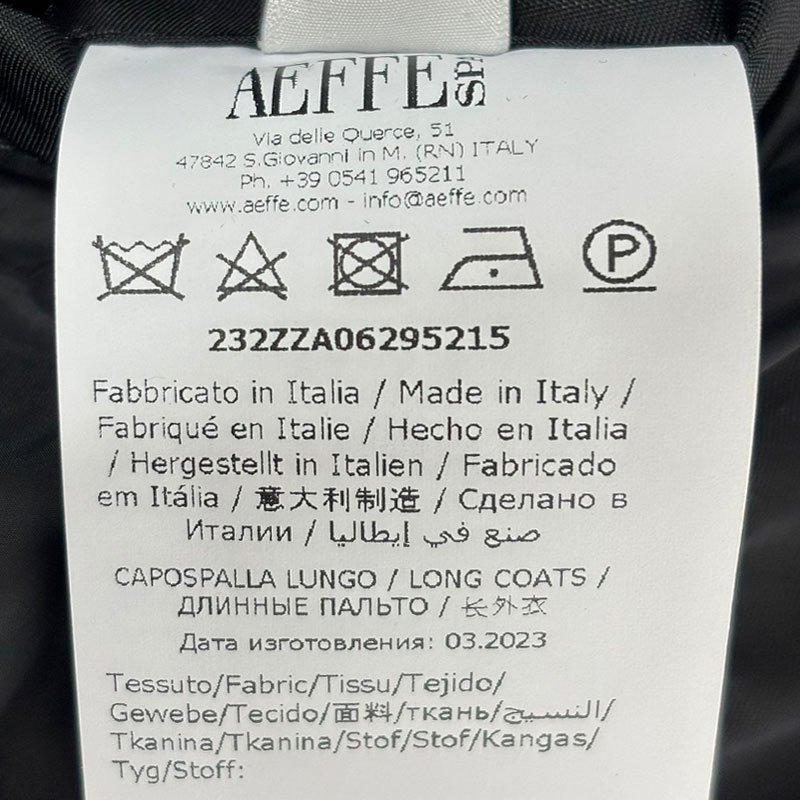 AEFFE SP
Via delle Querce, 51
47842 S.Giovanni in M. (RN) ITALY
Ph. +39 0541 965211
www.aeffe.com - info@aeffe.com
P
232ZZA06295215
Fabbricato in Italia / Made in Italy /
Fabriqué en Italie / Hecho en Italia
/ Hergestellt in Italien / Fabricado
em Itália / 意大利制造 / Сделано в
Италии / صنع في إيطاليا
CAPOSPALLA LUNGO / LONG COATS /
ДЛИННЫЕ ПАЛЬТО / 长外衣
Дата изготовления: 03.2023
Tessuto/Fabric/Tissu/Tejido/
Gewebe/Tecido/面料/ткань/النسيج/
Tkanina/Tkanina/Stof/Stof/Kangas/
Tyg/Stoff: